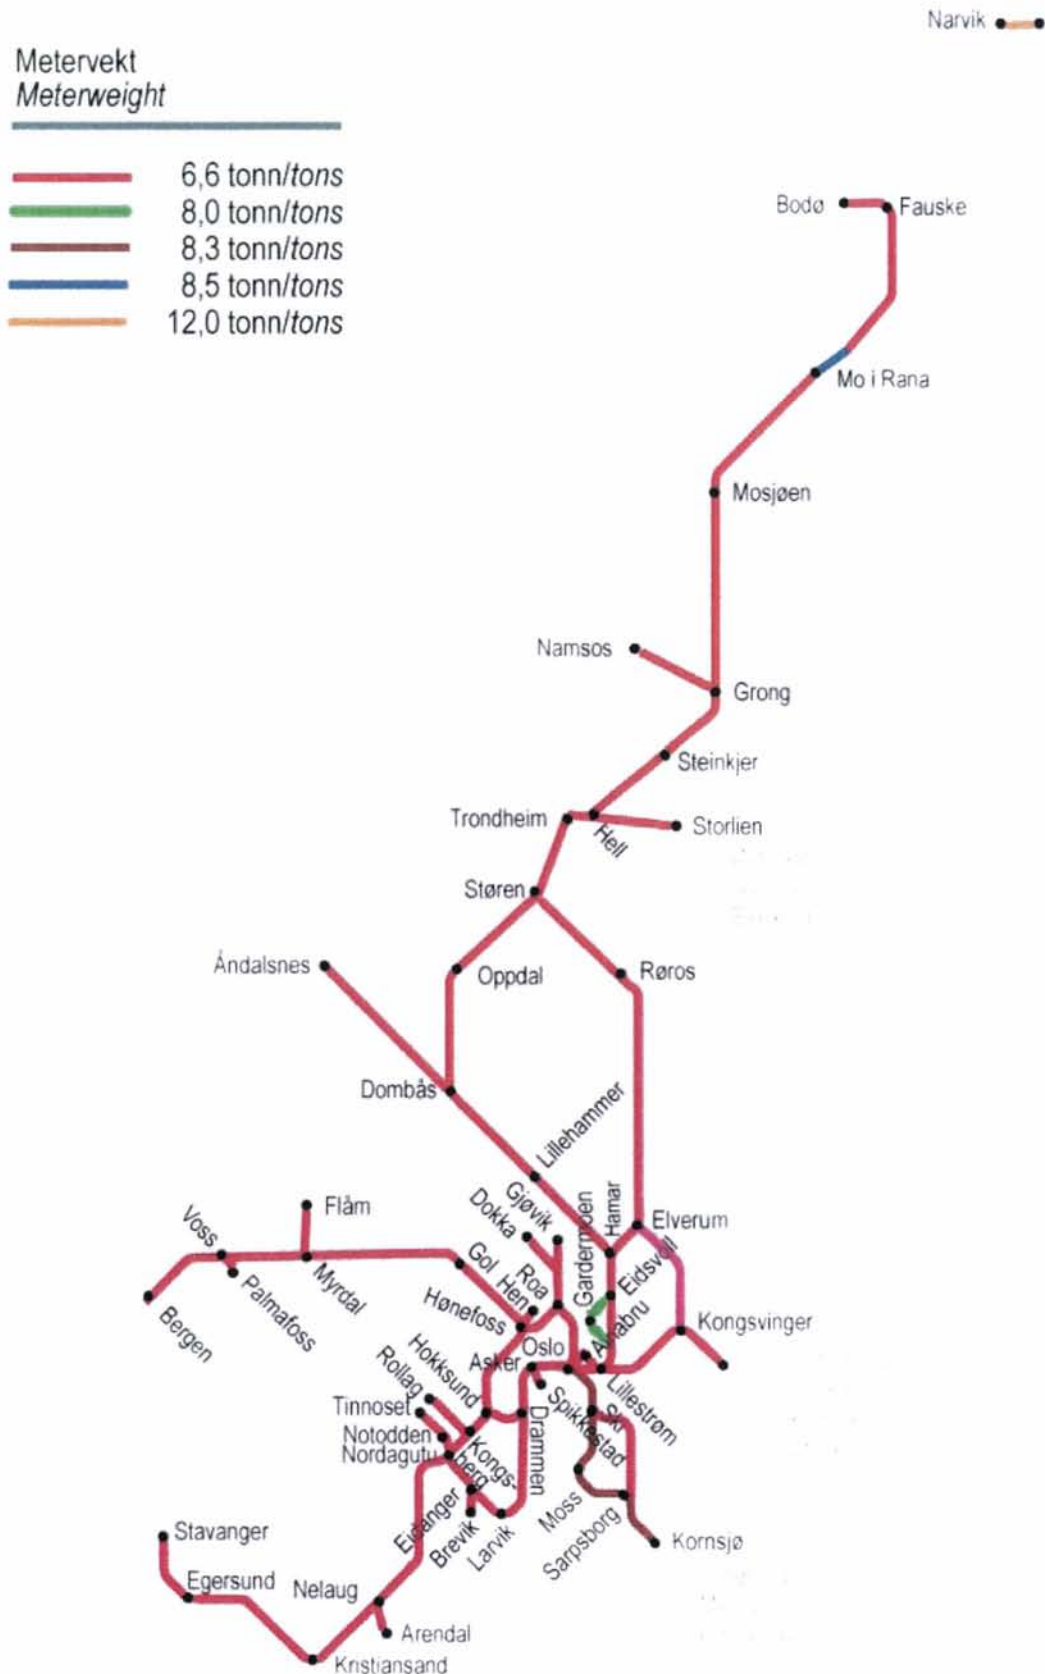 Narvik
Metervekt
Meterweight
6,6 tonn/tons
8,0 tonn/tons
8,3 tonn/tons
8,5 tonn/tons
12,0 tonn/tons
Bodø
Fauske
Mo i Rana
Mosjøen
Namsos
Grong
Steinkjer
Trondheim
Hell
Storlien
Støren
Åndalsnes
Oppdal
Røros
Dombås
Lillehammer
Gjøvik
Dokka
Gardermoen
Hamar
Elverum
Flåm
Voss
Palmafoss
Myrdal
Bergen
Gol
Hen
Roa
Hønefoss
Eidsvoll
Alnabru
Kongsvinger
Oslo
Asker
Hokksund
Rollag
Tinnoset
Notodden
Nordagutu
Kongs-
berg
Drammen
Spikkestad
Ski
Lillestrøm
Eidanger
Brevik
Larvik
Moss
Sarpsborg
Kornsjø
Stavanger
Egersund
Nelaug
Arendal
Kristiansand